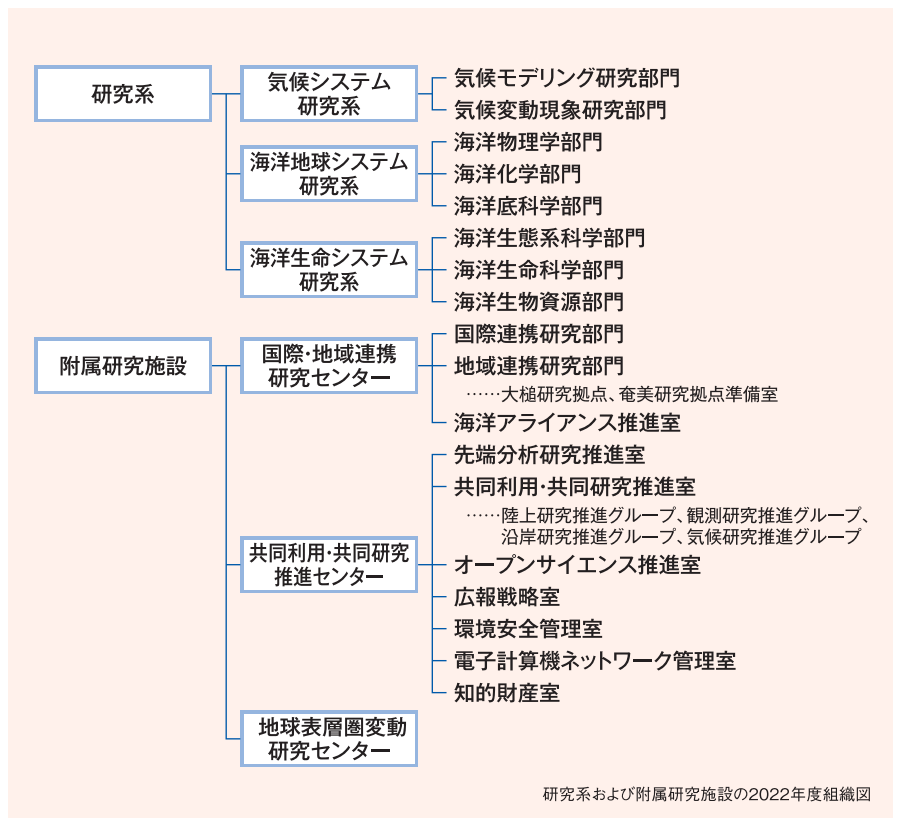 研究系
気候システム
研究系
気候モデリング研究部門
気候変動現象研究部門
海洋地球システム
研究系
海洋物理学部門
海洋化学部門
海洋底科学部門
海洋生命システム
研究系
海洋生態系科学部門
海洋生命科学部門
海洋生物資源部門
附属研究施設
国際・地域連携
研究センター
国際連携研究部門
地域連携研究部門
……大槌研究拠点、奄美研究拠点準備室
海洋アライアンス推進室
共同利用・共同研究
推進センター
先端分析研究推進室
共同利用・共同研究推進室
……陸上研究推進グループ、観測研究推進グループ、
沿岸研究推進グループ、気候研究推進グループ
オープンサイエンス推進室
広報戦略室
環境安全管理室
電子計算機ネットワーク管理室
知的財産室
地球表層圏変動
研究センター
研究系および附属研究施設の2022年度組織図